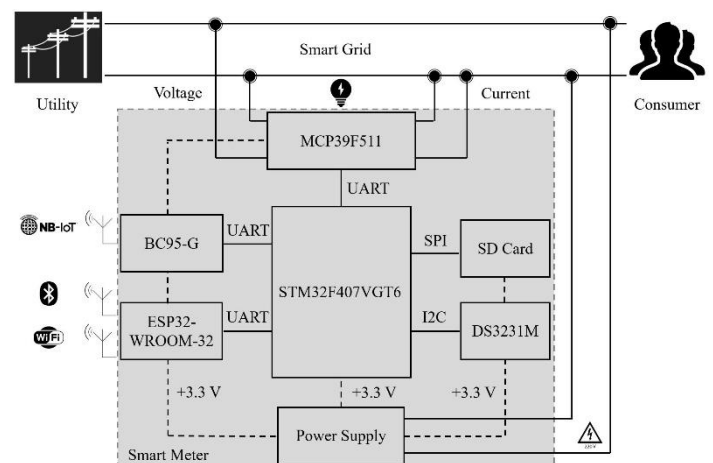 Smart Grid
Utility
Voltage
Current
Consumer
MCP39F511
UART
NB-IoT
BC95-G
UART
SPI
SD Card
STM32F407VGT6
ESP32-
WROOM-32
UART
I2C
DS3231M
WiFi
+3.3 V
+3.3 V
+3.3 V
Power Supply
Smart Meter